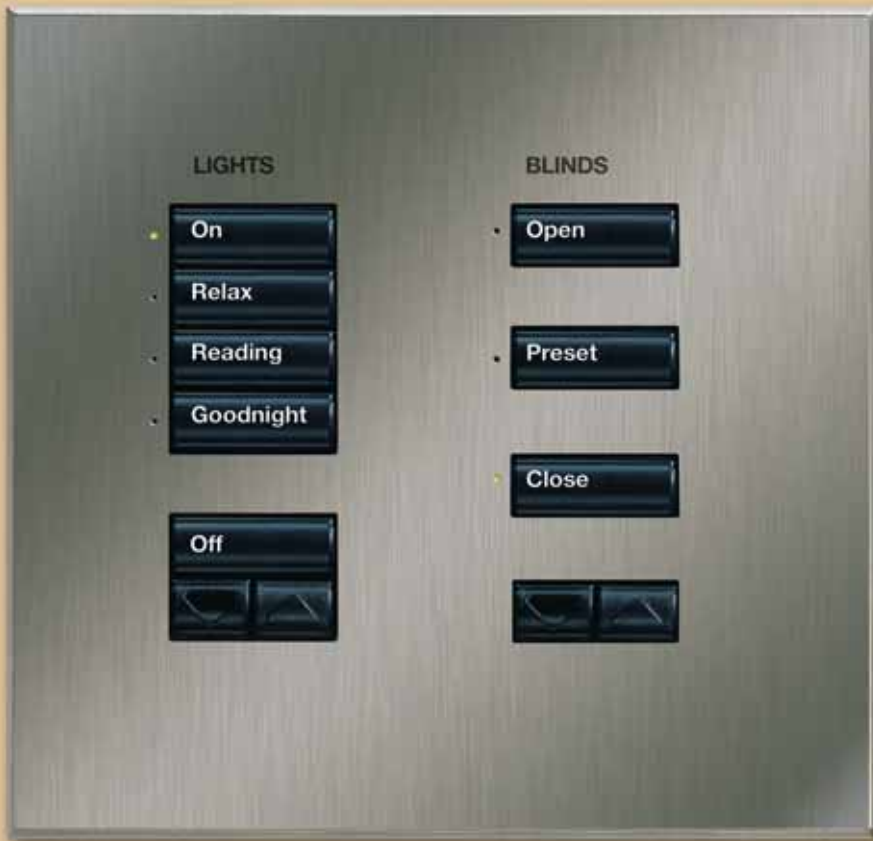 LIGHTS
On
Relax
Reading
Goodnight
Off
BLINDS
Open
Preset
Close